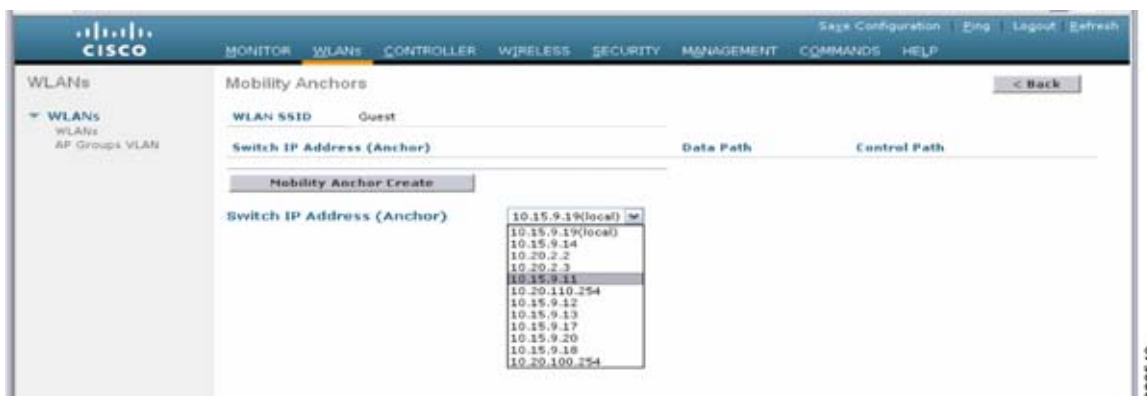 Save Configuration Ping Logout Refresh
CISCO
MONITOR WLANs CONTROLLER WIRELESS SECURITY MANAGEMENT COMMANDS HELP
WLANs
Mobility Anchors
< Back
WLANs
WLANs
AP Groups VLAN
WLAN SSID Guest
Switch IP Address (Anchor) Data Path Control Path
Mobility Anchor Create
Switch IP Address (Anchor) 10.15.9.19(local)
10.15.9.19(local)
10.15.9.14
10.20.2.2
10.20.2.3
10.15.9.11
10.20.110.254
10.15.9.12
10.15.9.13
10.15.9.17
10.15.9.20
10.15.9.18
10.20.100.254